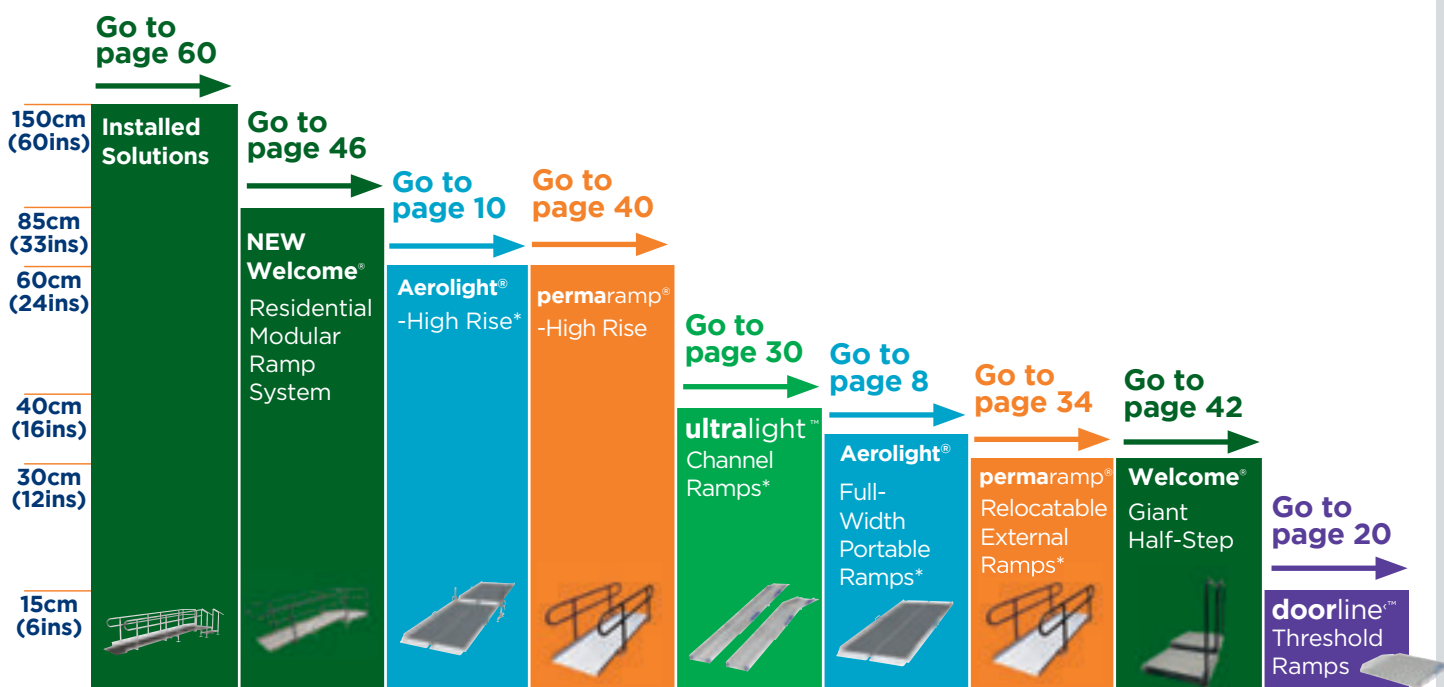 Go to
page 60
150cm
(60ins)
85cm
(33ins)
60cm
(24ins)
40cm
(16ins)
30cm
(12ins)
15cm
(6ins)
Installed
Solutions
Go to
page 46
NEW
Welcome®
Residential
Modular
Ramp
System
Go to
page 10
Aerolight®
-High Rise*
Go to
page 40
permaramp®
-High Rise
Go to
page 30
ultralight™
Channel
Ramps*
Go to
page 8
Aerolight®
Full-
Width
Portable
Ramps*
Go to
page 34
permaramp®
Relocatable
External
Ramps*
Go to
page 42
Welcome®
Giant
Half-Step
Go to
page 20
doorline™
Threshold
Ramps